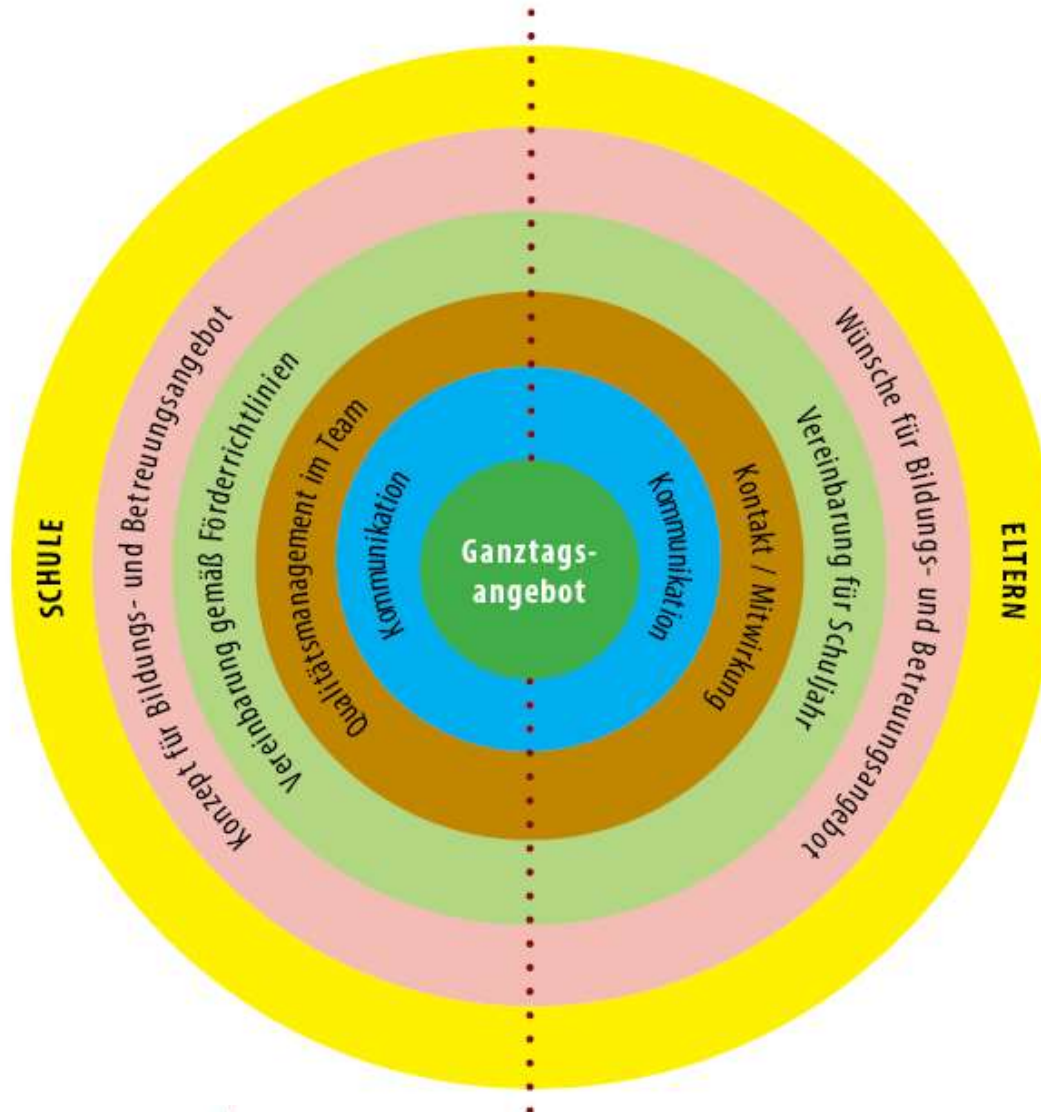 SCHULE
Konzept für Bildungs- und Betreuungsangebot
Vereinbarung gemäß Förderrichtlinien
Qualitätsmanagement im Team
Kommunikation
Ganztags-
angebot
Kommunikation
Kontakt / Mitwirkung
Vereinbarung für Schuljahr
Wünsche für Bildungs- und Betreuungsangebot
ELTERN